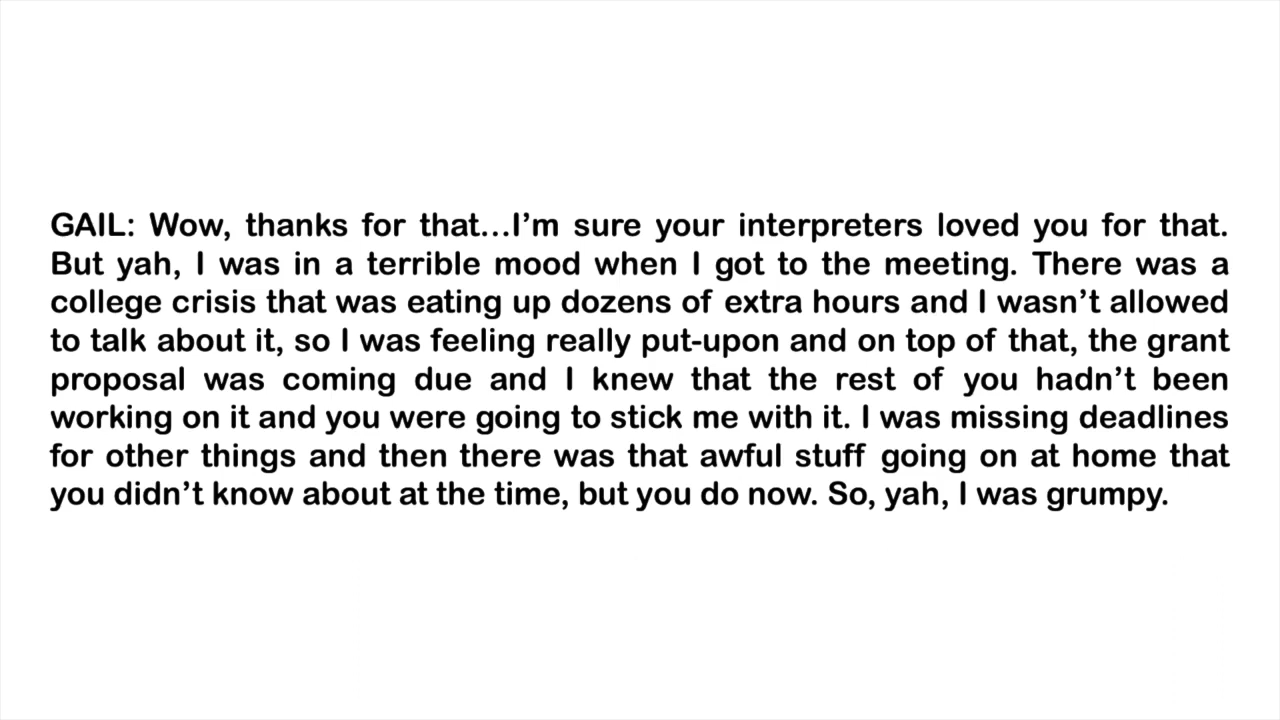 GAIL: Wow, thanks for that…I’m sure your interpreters loved you for that.
But yah, I was in a terrible mood when I got to the meeting. There was a
college crisis that was eating up dozens of extra hours and I wasn’t allowed
to talk about it, so I was feeling really put-upon and on top of that, the grant
proposal was coming due and I knew that the rest of you hadn’t been
working on it and you were going to stick me with it. I was missing deadlines
for other things and then there was that awful stuff going on at home that
you didn’t know about at the time, but you do now. So, yah, I was grumpy.